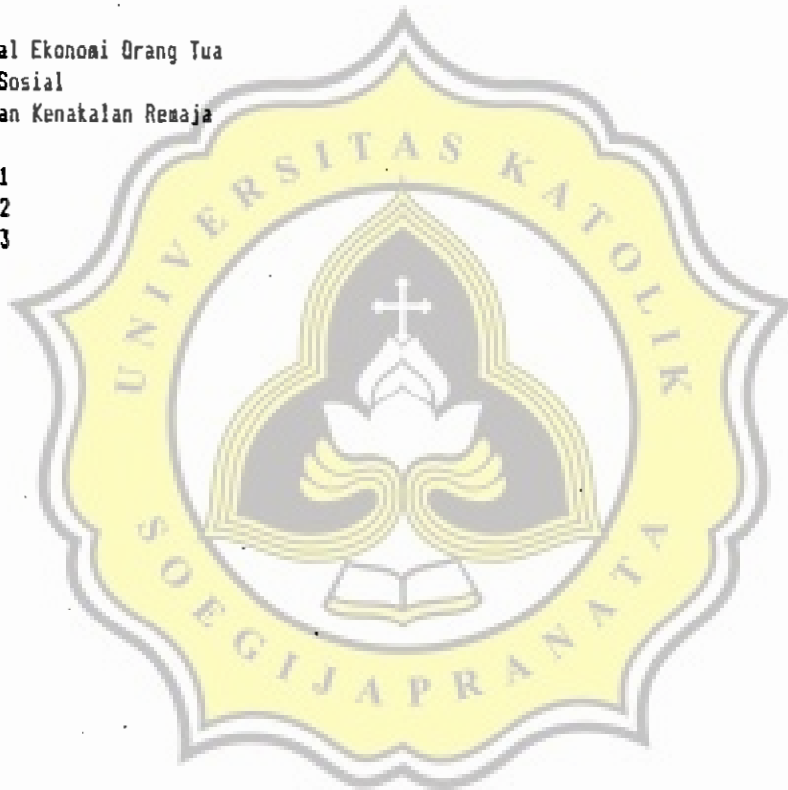 al Ekonomi Orang Tua
Sosial
an Kenakalan Remaja
1
2
3
UNIVERSITAS KATOLIK
SOEGIJAPRANATA